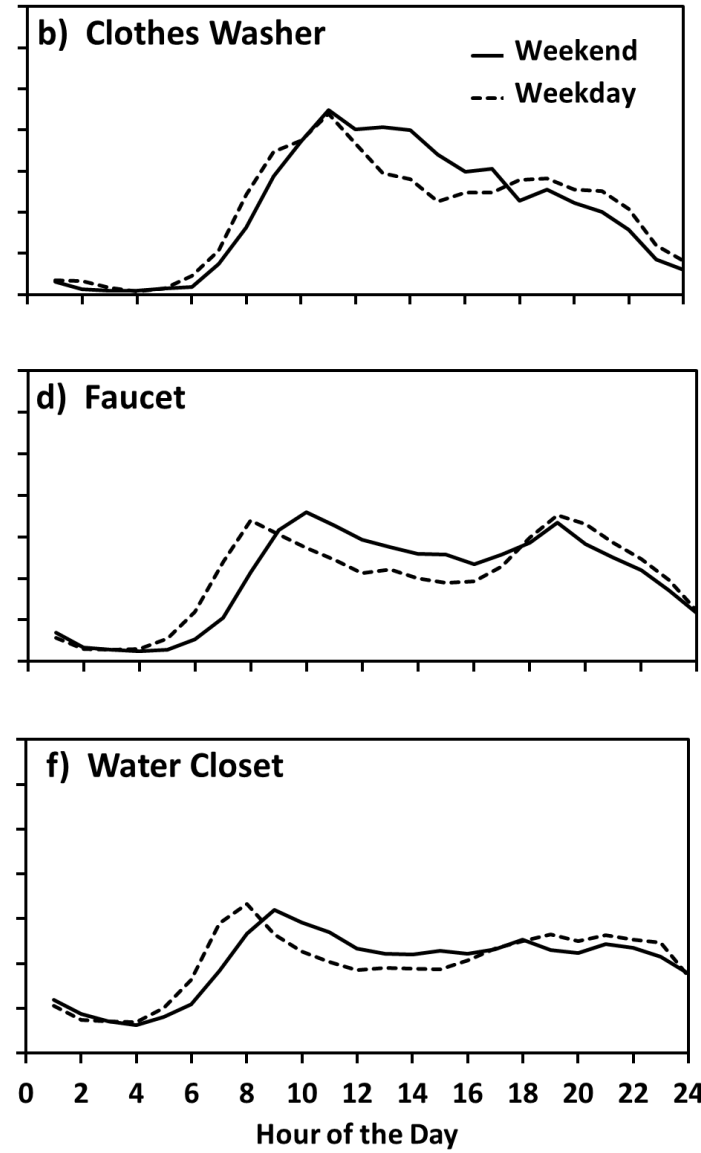 b) Clothes Washer
Weekend
Weekday
d) Faucet
f) Water Closet
0 2 4 6 8 10 12 14 16 18 20 22 24
Hour of the Day